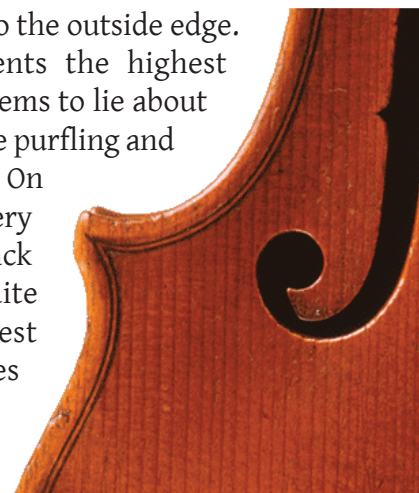 o the outside edge.
ents the highest
ems to lie about
e purfling and
On
ery
ck
ite
est
es